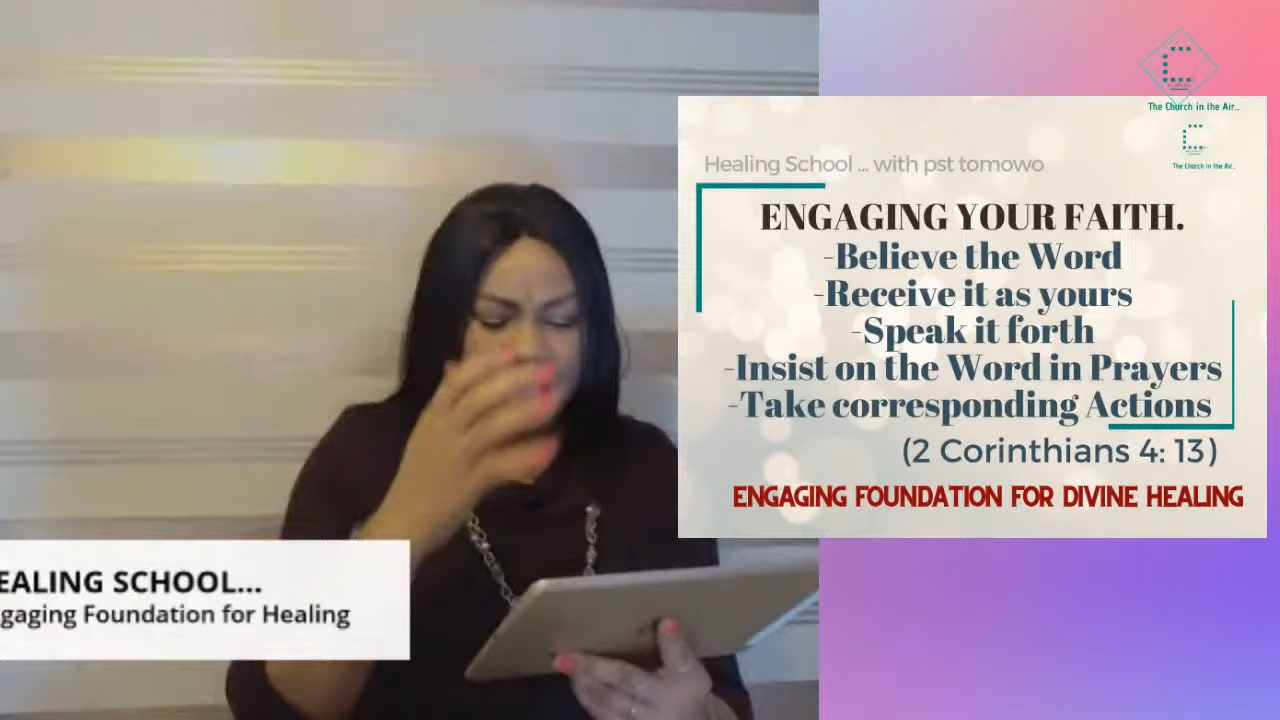 The Church in the Air...
The Church in the Air...
Healing School ... with pst tomowo
ENGAGING YOUR FAITH.
-Believe the Word
-Receive it as yours
-Speak it forth
-Insist on the Word in Prayers
-Take corresponding Actions
(2 Corinthians 4: 13)
ENGAGING FOUNDATION FOR DIVINE HEALING
EALING SCHOOL...
gaging Foundation for Healing